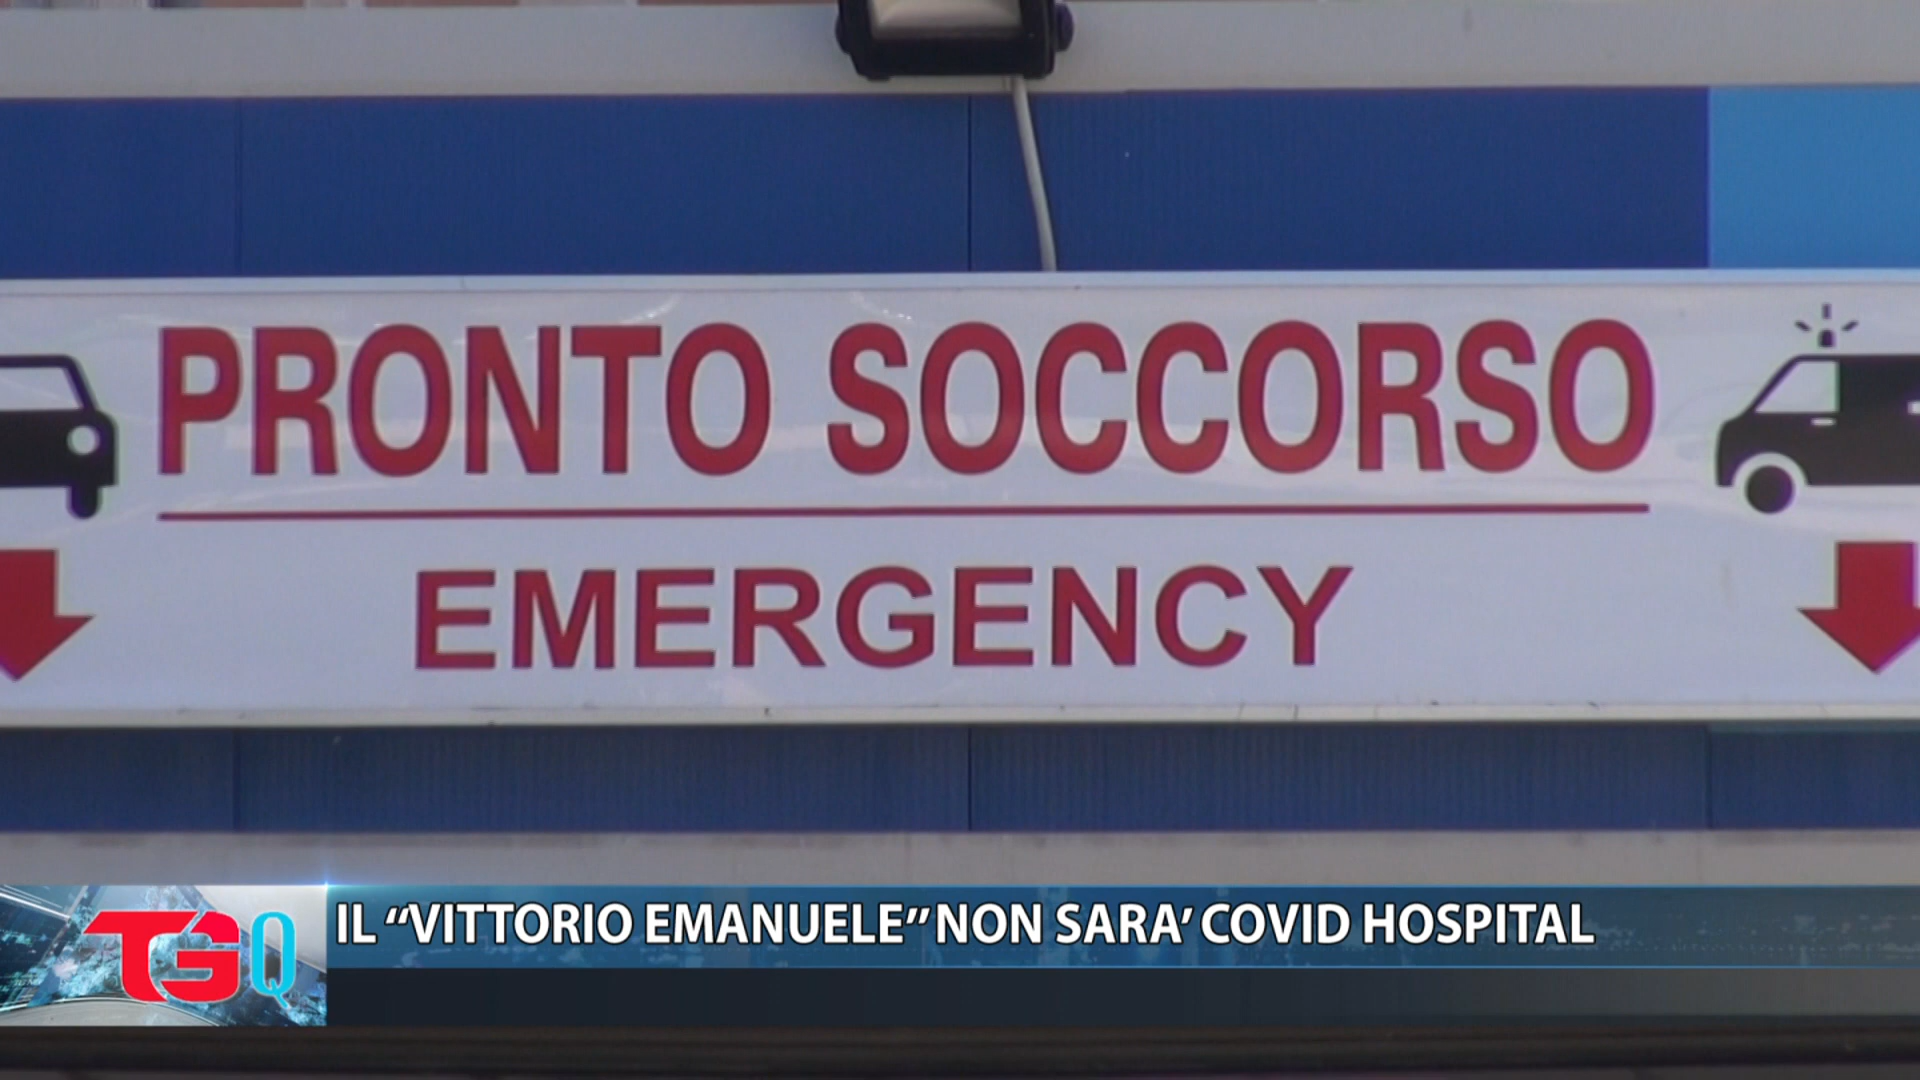 PRONTO SOCCORSO
EMERGENCY
TGQ
IL “VITTORIO EMANUELE” NON SARA’ COVID HOSPITAL